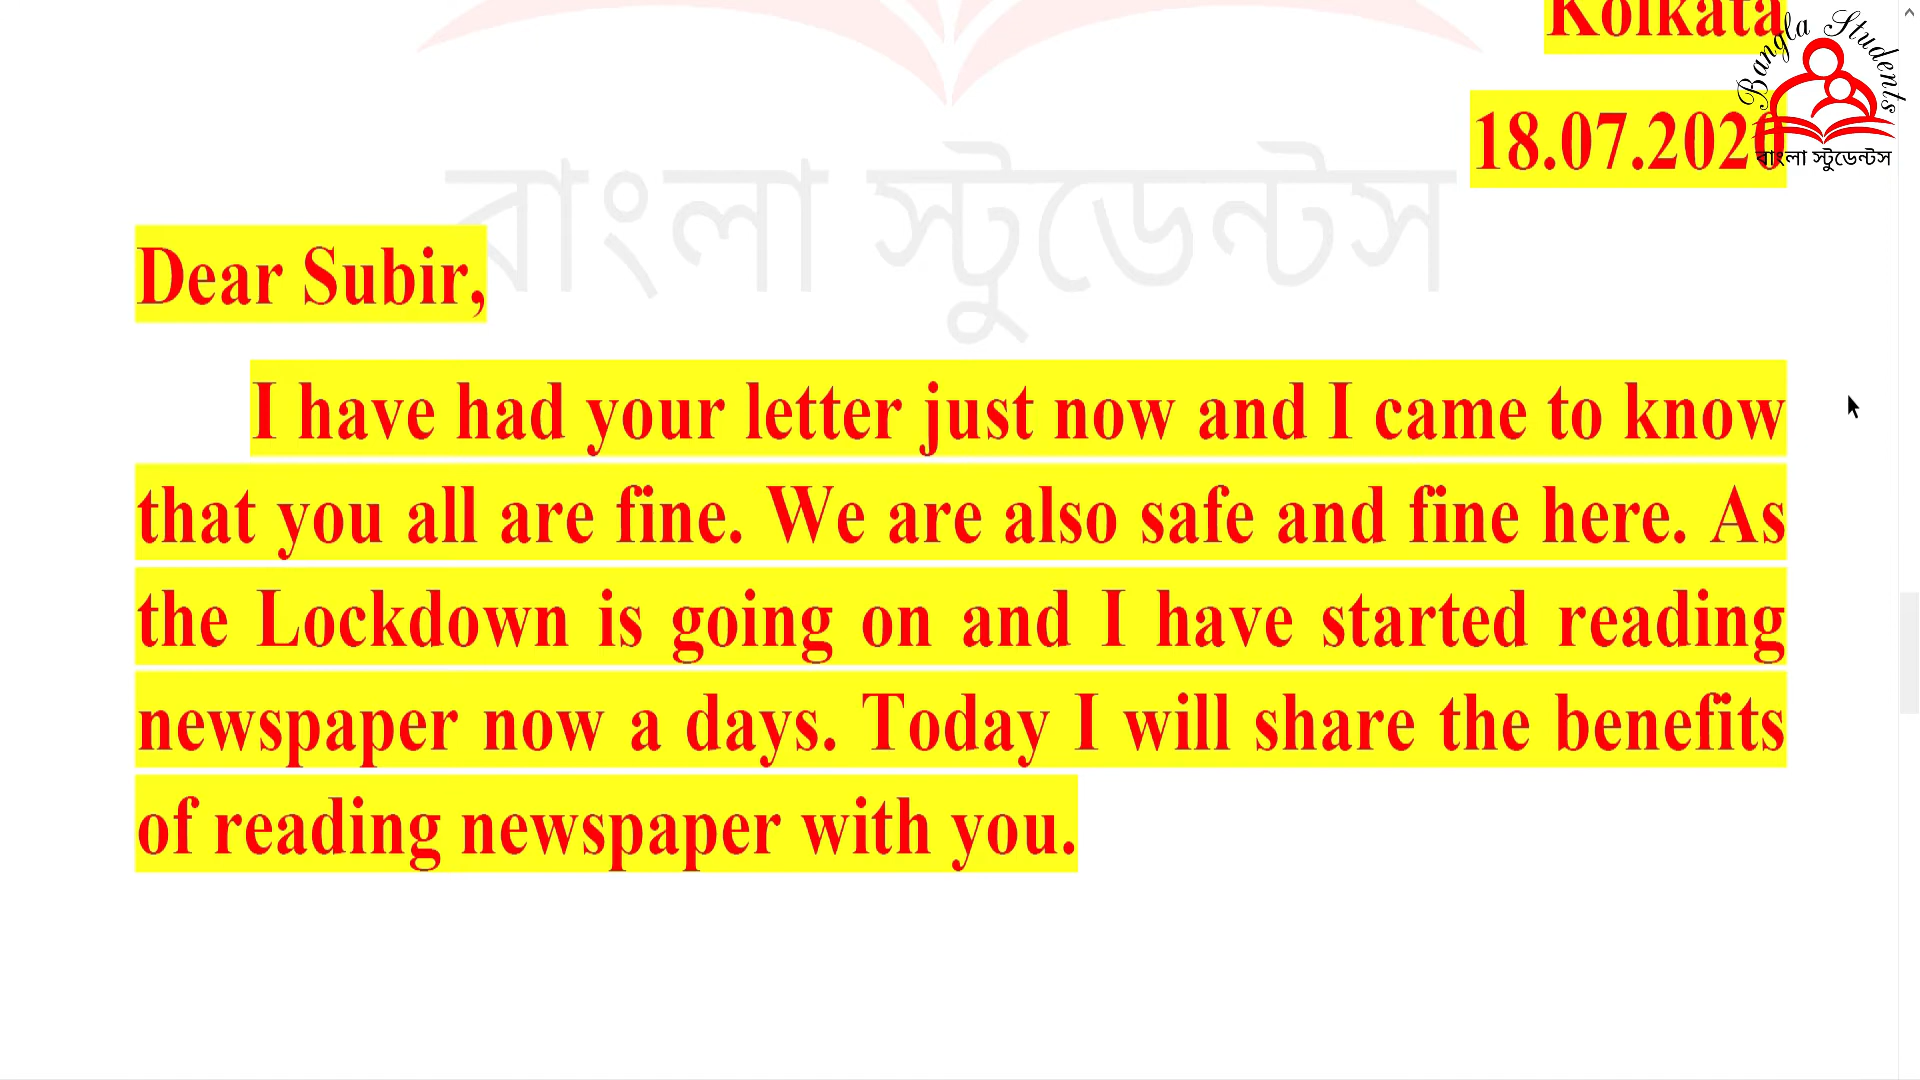 Kolkata
Bangla Students
18.07.2020
বাংলা স্টুডেন্টস
বাংলা স্টুডেন্টস
Dear Subir,
I have had your letter just now and I came to know
that you all are fine. We are also safe and fine here. As
the Lockdown is going on and I have started reading
newspaper now a days. Today I will share the benefits
of reading newspaper with you.